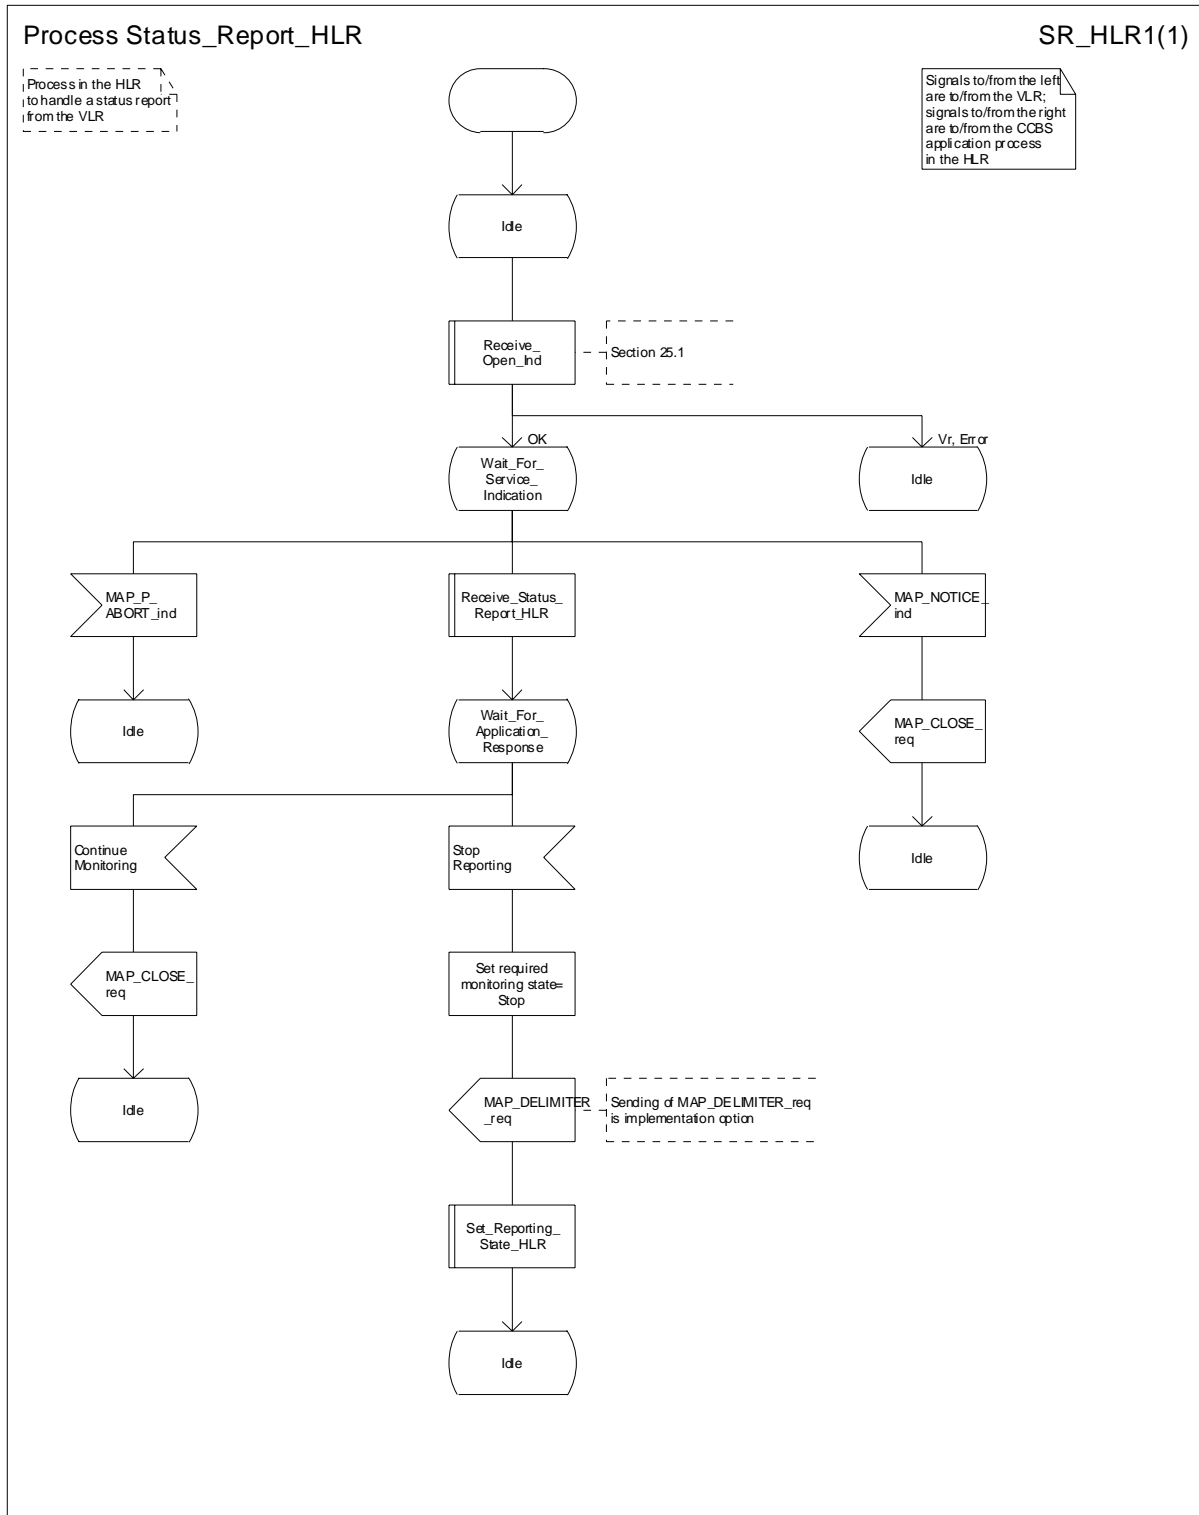 Process Status_Report_HLR
SR_HLR1(1)
Process in the HLR
to handle a status report
from the VLR
Signals to/from the left
are to/from the VLR;
signals to/from the right
are to/from the CCBS
application process
in the HLR
Idle
Receive_
Open_Ind
Section 25.1
OK
Vr, Error
Wait_For_
Service_
Indication
Idle
MAP_P_
ABORT_ind
Receive_Status_
Report_HLR
MAP_NOTICE_
ind
Idle
Wait_For_
Application_
Response
MAP_CLOSE_
req
Continue
Monitoring
Stop
Reporting
Idle
MAP_CLOSE_
req
Set required
monitoring state=
Stop
Idle
MAP_DELIMITER
_req
Sending of MAP_DELIMITER_req
is implementation option
Set_Reporting_
State_HLR
Idle